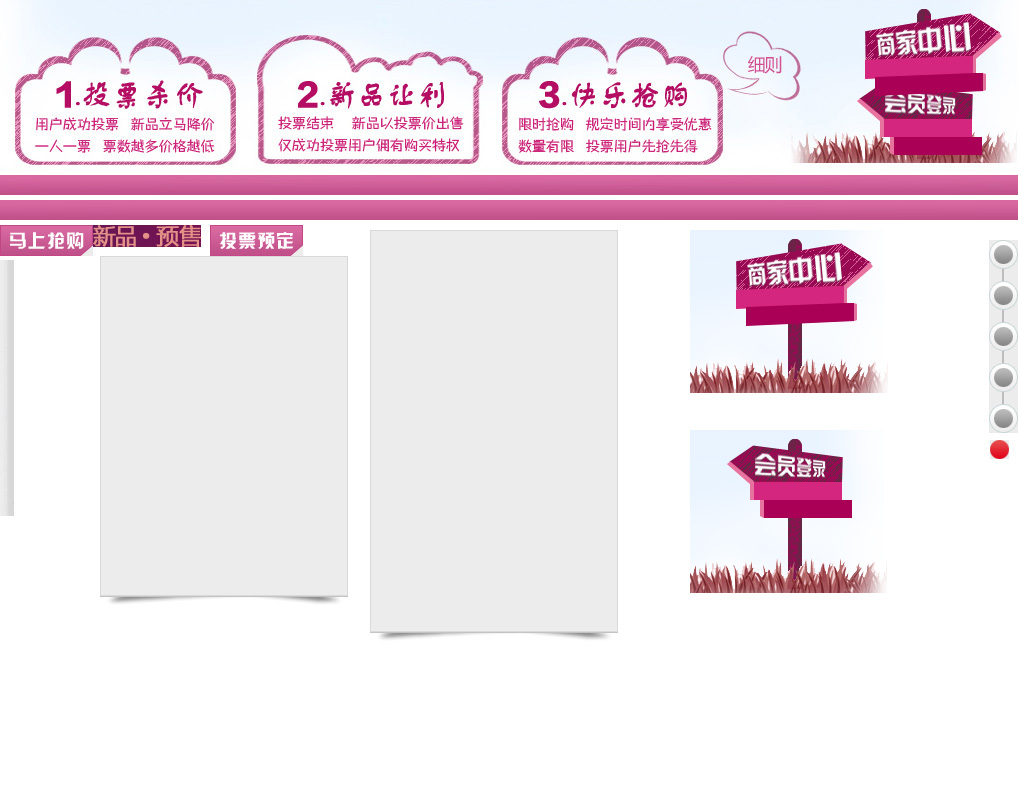 1.投票杀价
用户成功投票 新品立马降价
一人一票 票数越多价格越低
2.新品让利
投票结束 新品以投票价出售
仅成功投票用户佣有购买特权
3.快乐抢购
限时抢购 规定时间内享受优惠
数量有限 投票用户先抢先得
细则
商家中心
会员登录
马上抢购
新品·预售
投票预定
商家中心
会员登录